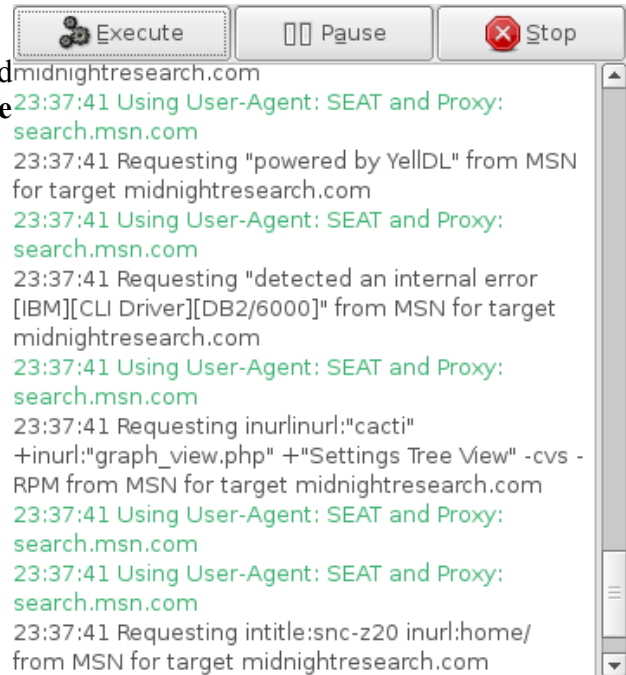 Execute
Pause
Stop
d
midnightresearch.com
e
23:37:41 Using User-Agent: SEAT and Proxy:
search.msn.com
23:37:41 Requesting "powered by YellDL" from MSN
for target midnightresearch.com
23:37:41 Using User-Agent: SEAT and Proxy:
search.msn.com
23:37:41 Requesting "detected an internal error
[IBM][CLI Driver][DB2/6000]" from MSN for target
midnightresearch.com
23:37:41 Using User-Agent: SEAT and Proxy:
search.msn.com
23:37:41 Requesting inurlinurl:"cacti"
+inurl:"graph_view.php" +"Settings Tree View" -cvs -
RPM from MSN for target midnightresearch.com
23:37:41 Using User-Agent: SEAT and Proxy:
search.msn.com
23:37:41 Using User-Agent: SEAT and Proxy:
search.msn.com
23:37:41 Requesting intitle:snc-z20 inurl:home/
from MSN for target midnightresearch.com